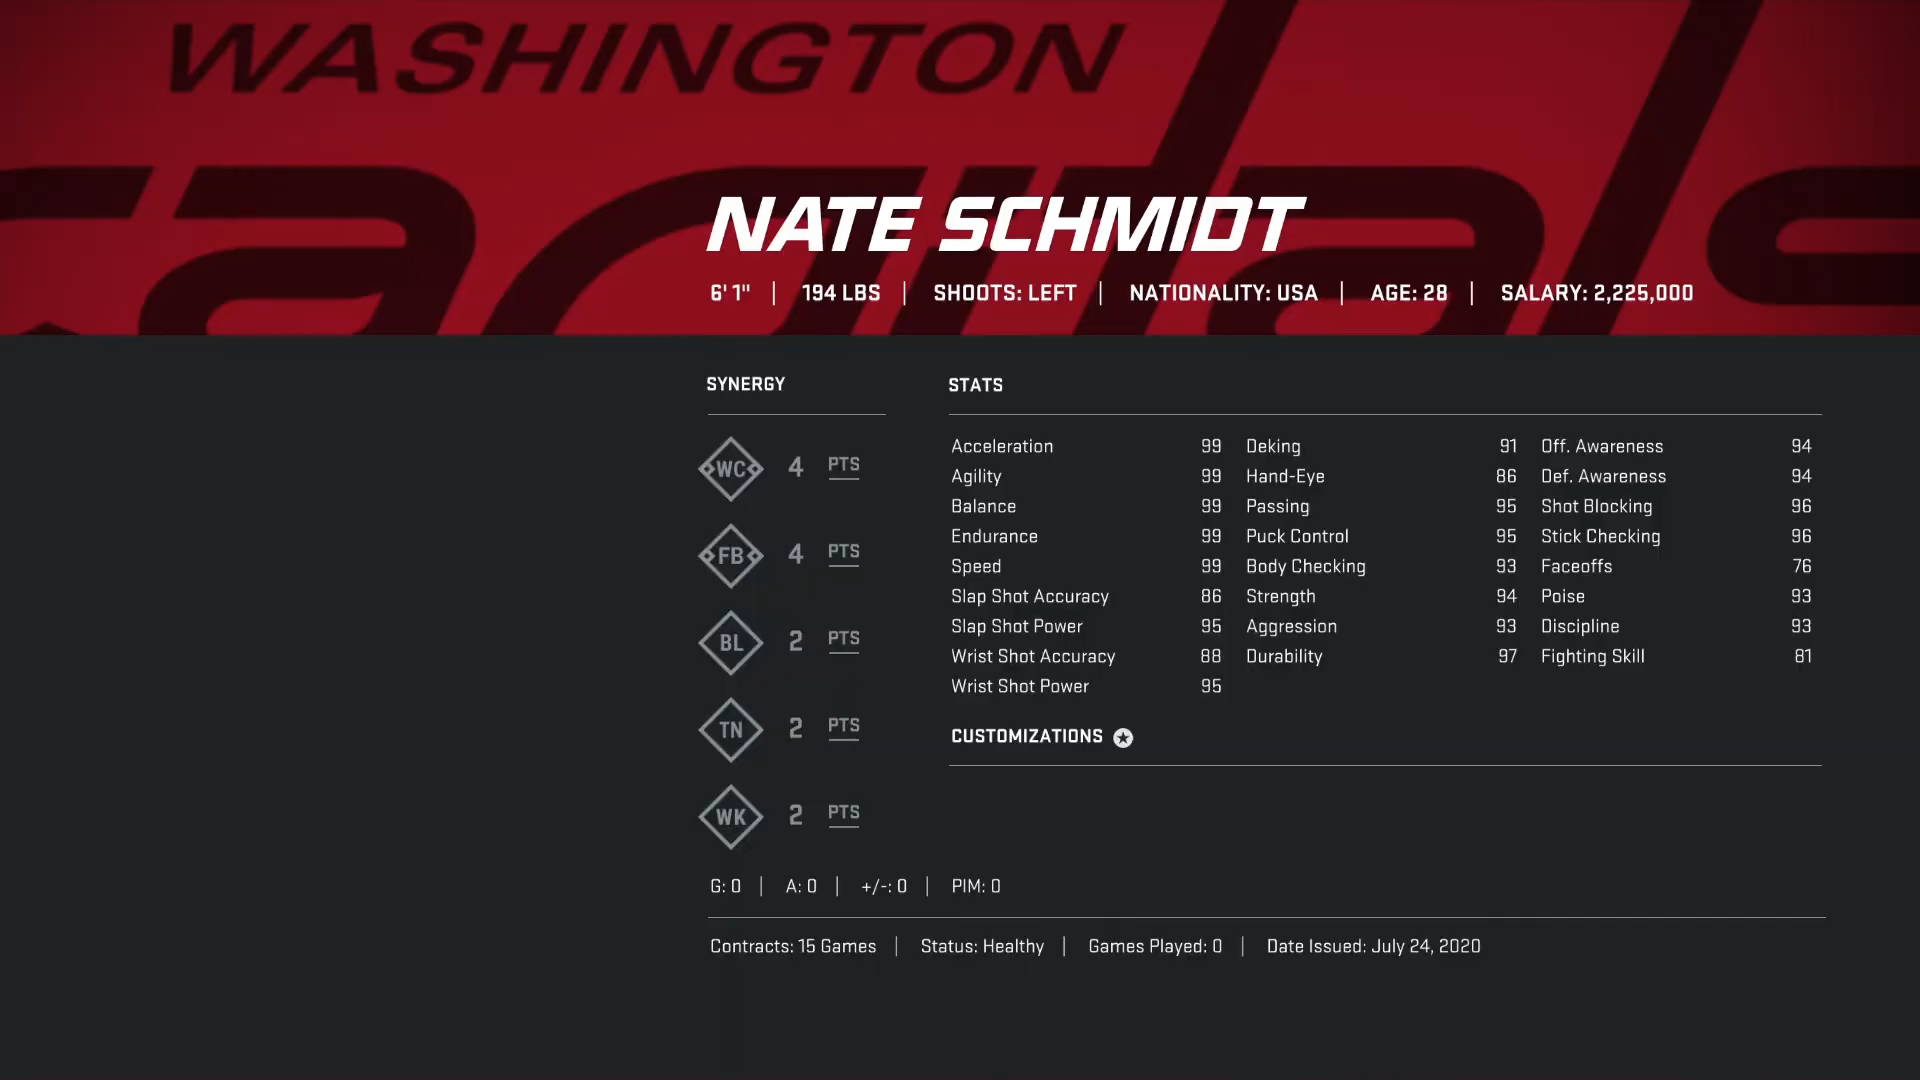 WASHINGTON
capitals
NATE SCHMIDT
6' 1" | 194 LBS | SHOOTS: LEFT | NATIONALITY: USA | AGE: 28 | SALARY: 2,225,000
SYNERGY
WC 4 PTS
FB 4 PTS
BL 2 PTS
TN 2 PTS
WK 2 PTS
STATS
Acceleration 99 Deking 91 Off. Awareness 94
Agility 99 Hand-Eye 86 Def. Awareness 94
Balance 99 Passing 95 Shot Blocking 96
Endurance 99 Puck Control 95 Stick Checking 96
Speed 99 Body Checking 93 Faceoffs 76
Slap Shot Accuracy 86 Strength 94 Poise 93
Slap Shot Power 95 Aggression 93 Discipline 93
Wrist Shot Accuracy 88 Durability 97 Fighting Skill 81
Wrist Shot Power 95
CUSTOMIZATIONS
G: 0 | A: 0 | +/-: 0 | PIM: 0
Contracts: 15 Games | Status: Healthy | Games Played: 0 | Date Issued: July 24, 2020